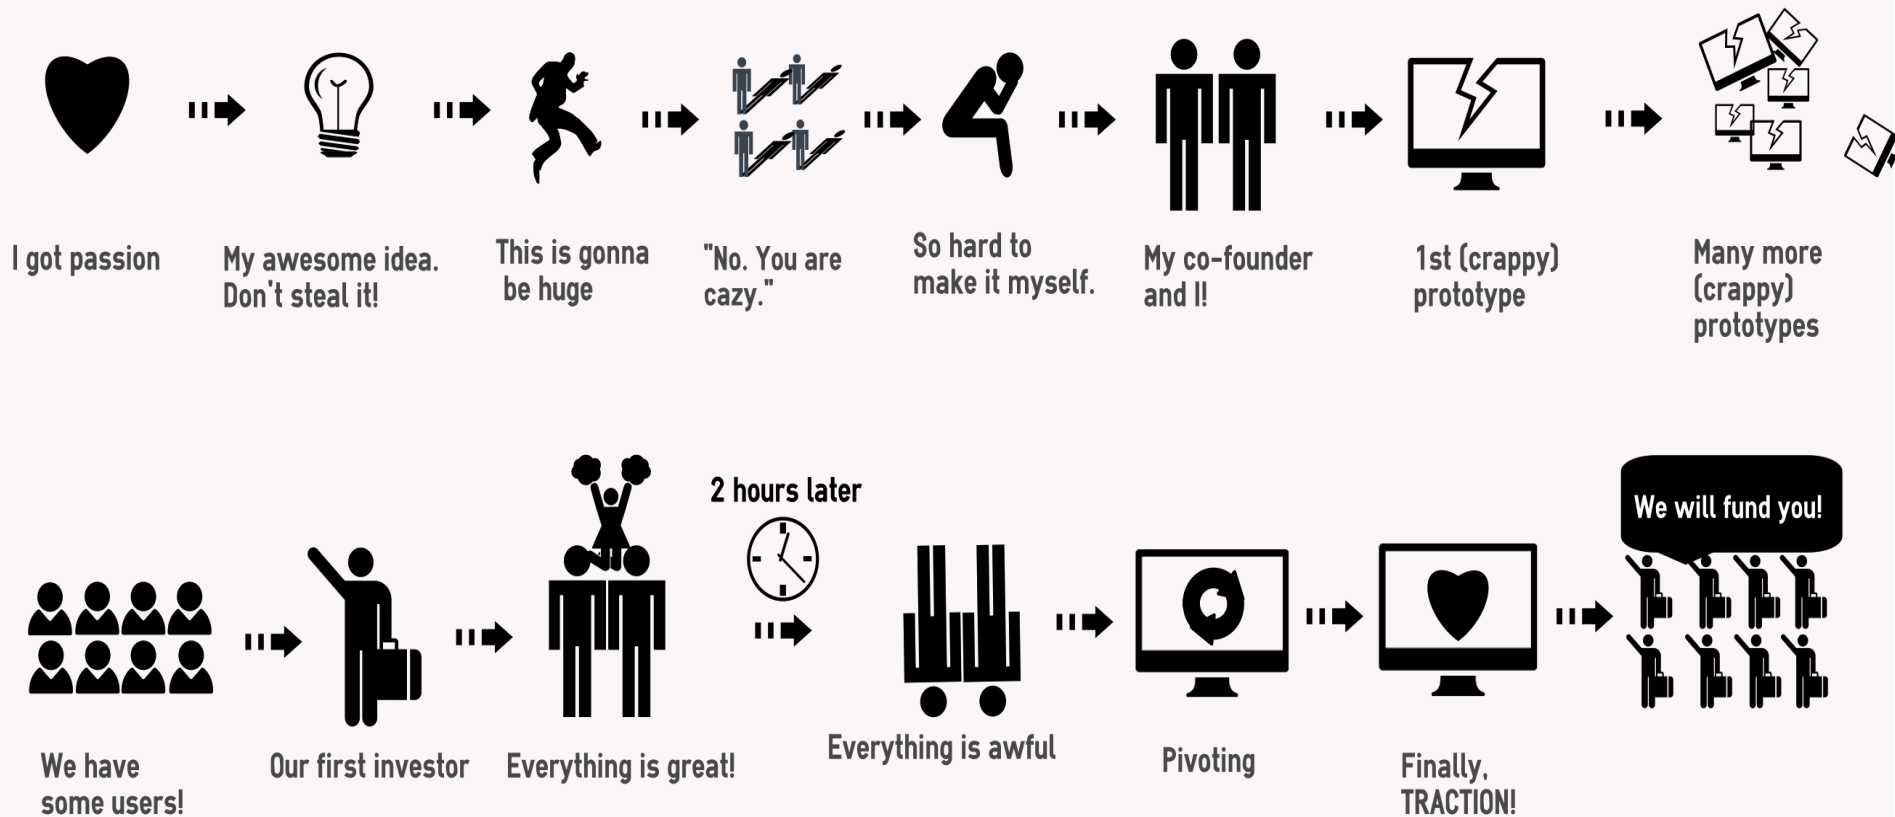 I got passion
My awesome idea.
Don't steal it!
This is gonna
be huge
"No. You are
cazy."
So hard to
make it myself.
My co-founder
and I!
1st (crappy)
prototype
Many more
(crappy)
prototypes
We have
some users!
Our first investor
Everything is great!
2 hours later
Everything is awful
Pivoting
Finally,
TRACTION!
We will fund you!